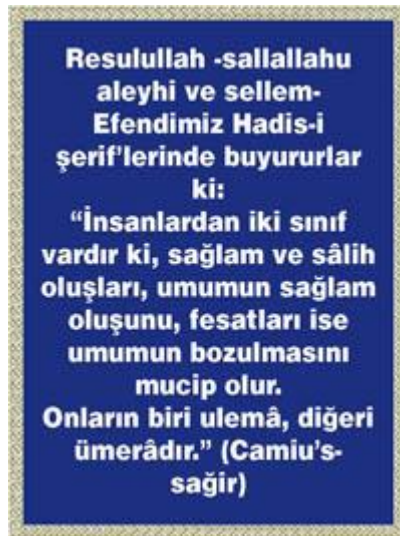 Resulullah -sallallahu
aleyhi ve sellem-
Efendimiz Hadis-i
şerif'lerinde buyururlar
ki:
“İnsanlardan iki sınıf
vardır ki, sağlam ve sâlih
oluşları, umumun sağlam
oluşunu, fesatları ise
umumun bozulmasını
mucip olur.
Onların biri ulemâ, diğeri
ümerâdır.” (Camiu's-
sağir)